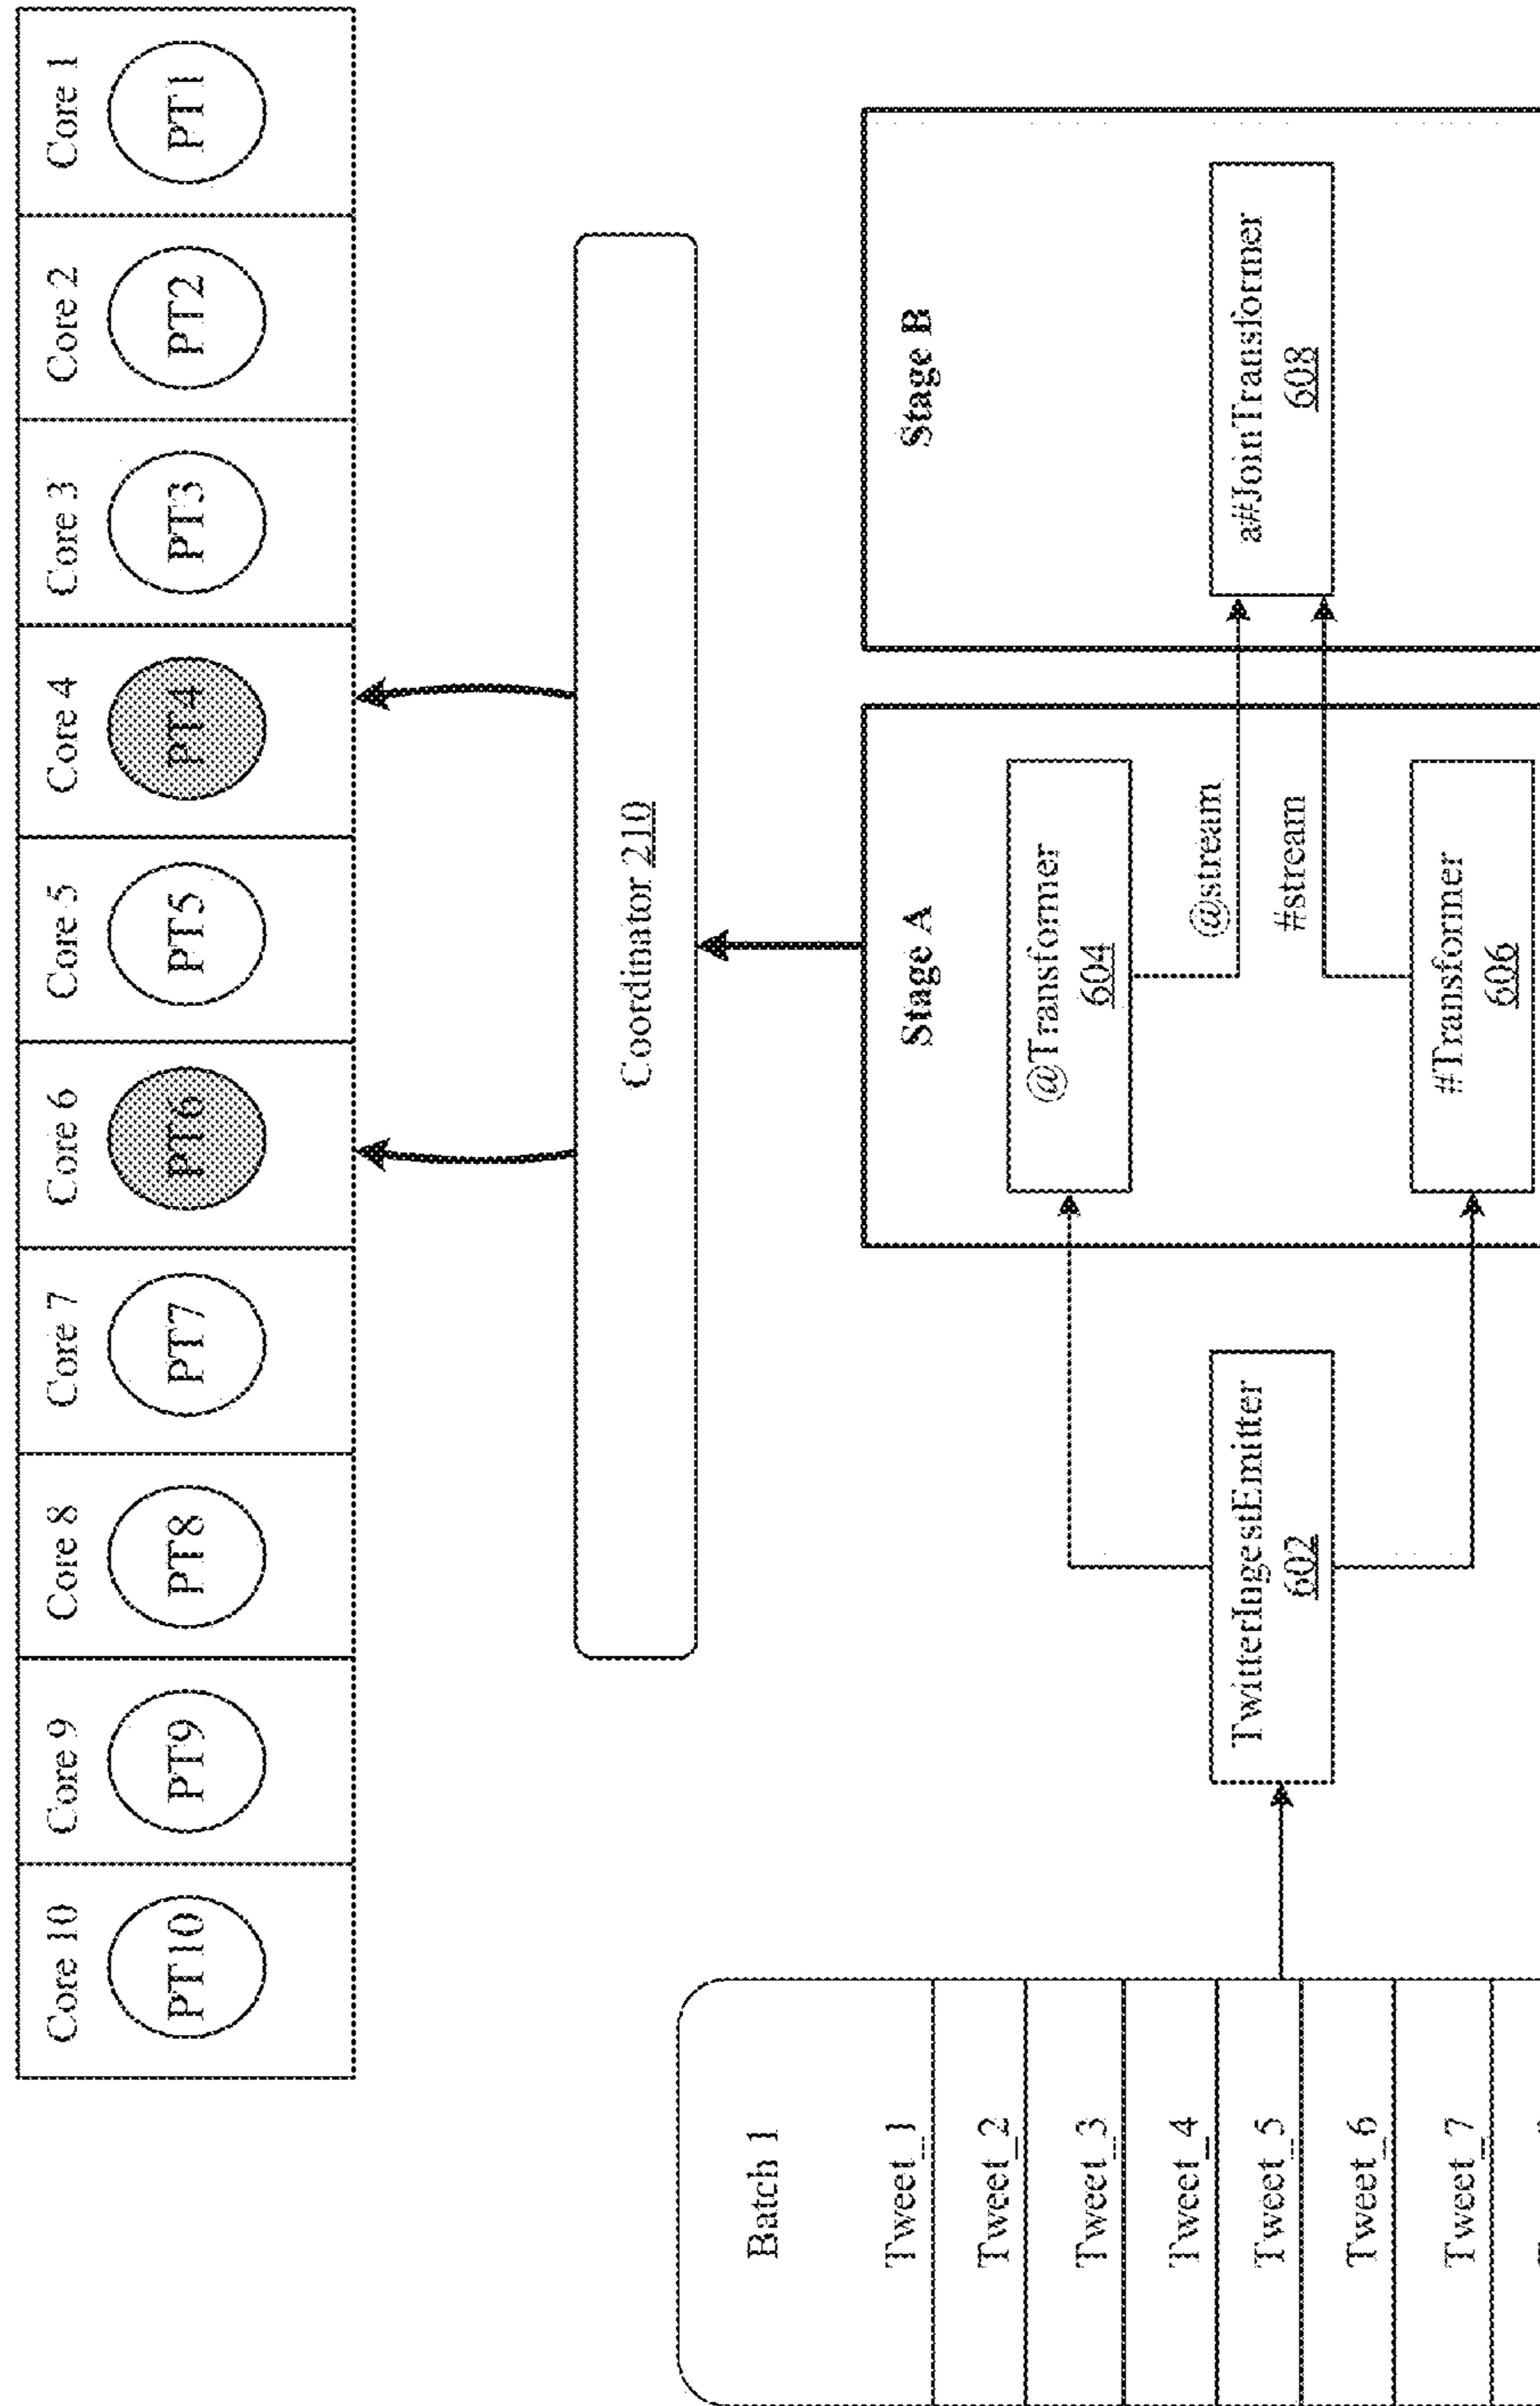 Core 10
Core 9
Core 8
Core 7
Core 6
Core 5
Core 4
Core 3
Core 2
Core 1
PT10
PT9
PT8
PT7
PT6
PT5
PT4
PT3
PT2
PT1
Coordinator 210
Batch 1
Tweet_1
Tweet_2
Tweet_3
Tweet_4
Tweet_5
Tweet_6
Tweet_7
TwitterIngestEmitter
602
Stage A
@Transformer
604
@stream
#stream
#Transformer
606
Stage B
a#JoinTransformer
608